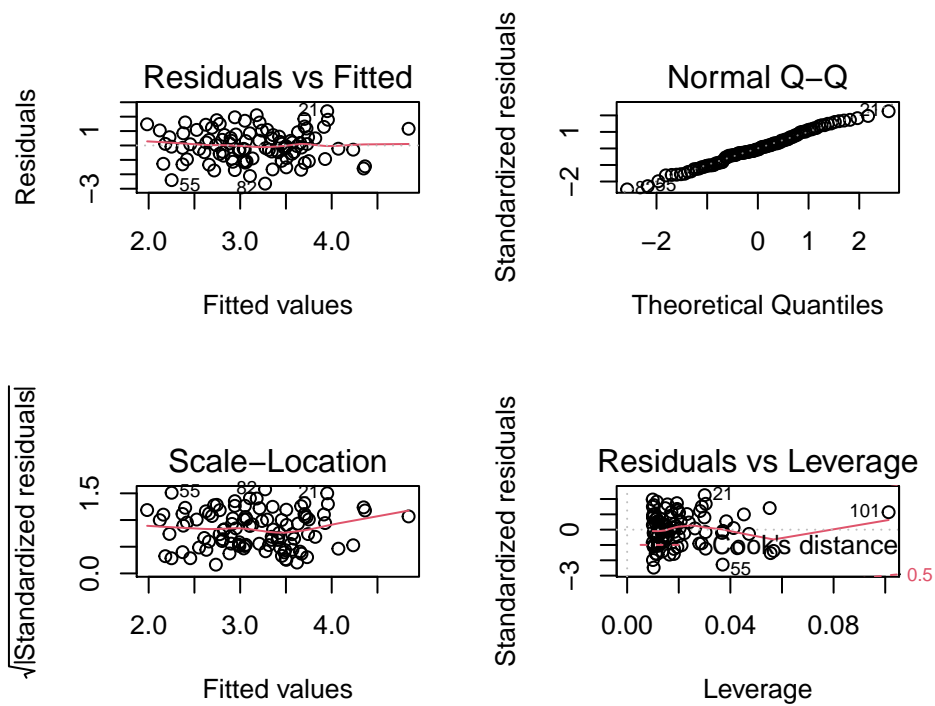 Residuals vs Fitted
Residuals
1
−3
21
55
82
2.0 3.0 4.0
Fitted values
Normal Q−Q
Standardized residuals
1
−2
21
82
55
−2 0 1 2
Theoretical Quantiles
Scale−Location
√|Standardized residuals|
1.5
0.0
55
82
21
2.0 3.0 4.0
Fitted values
Residuals vs Leverage
Standardized residuals
0
−3
21
101
Cook's distance
55
0.5
0.00 0.04 0.08
Leverage